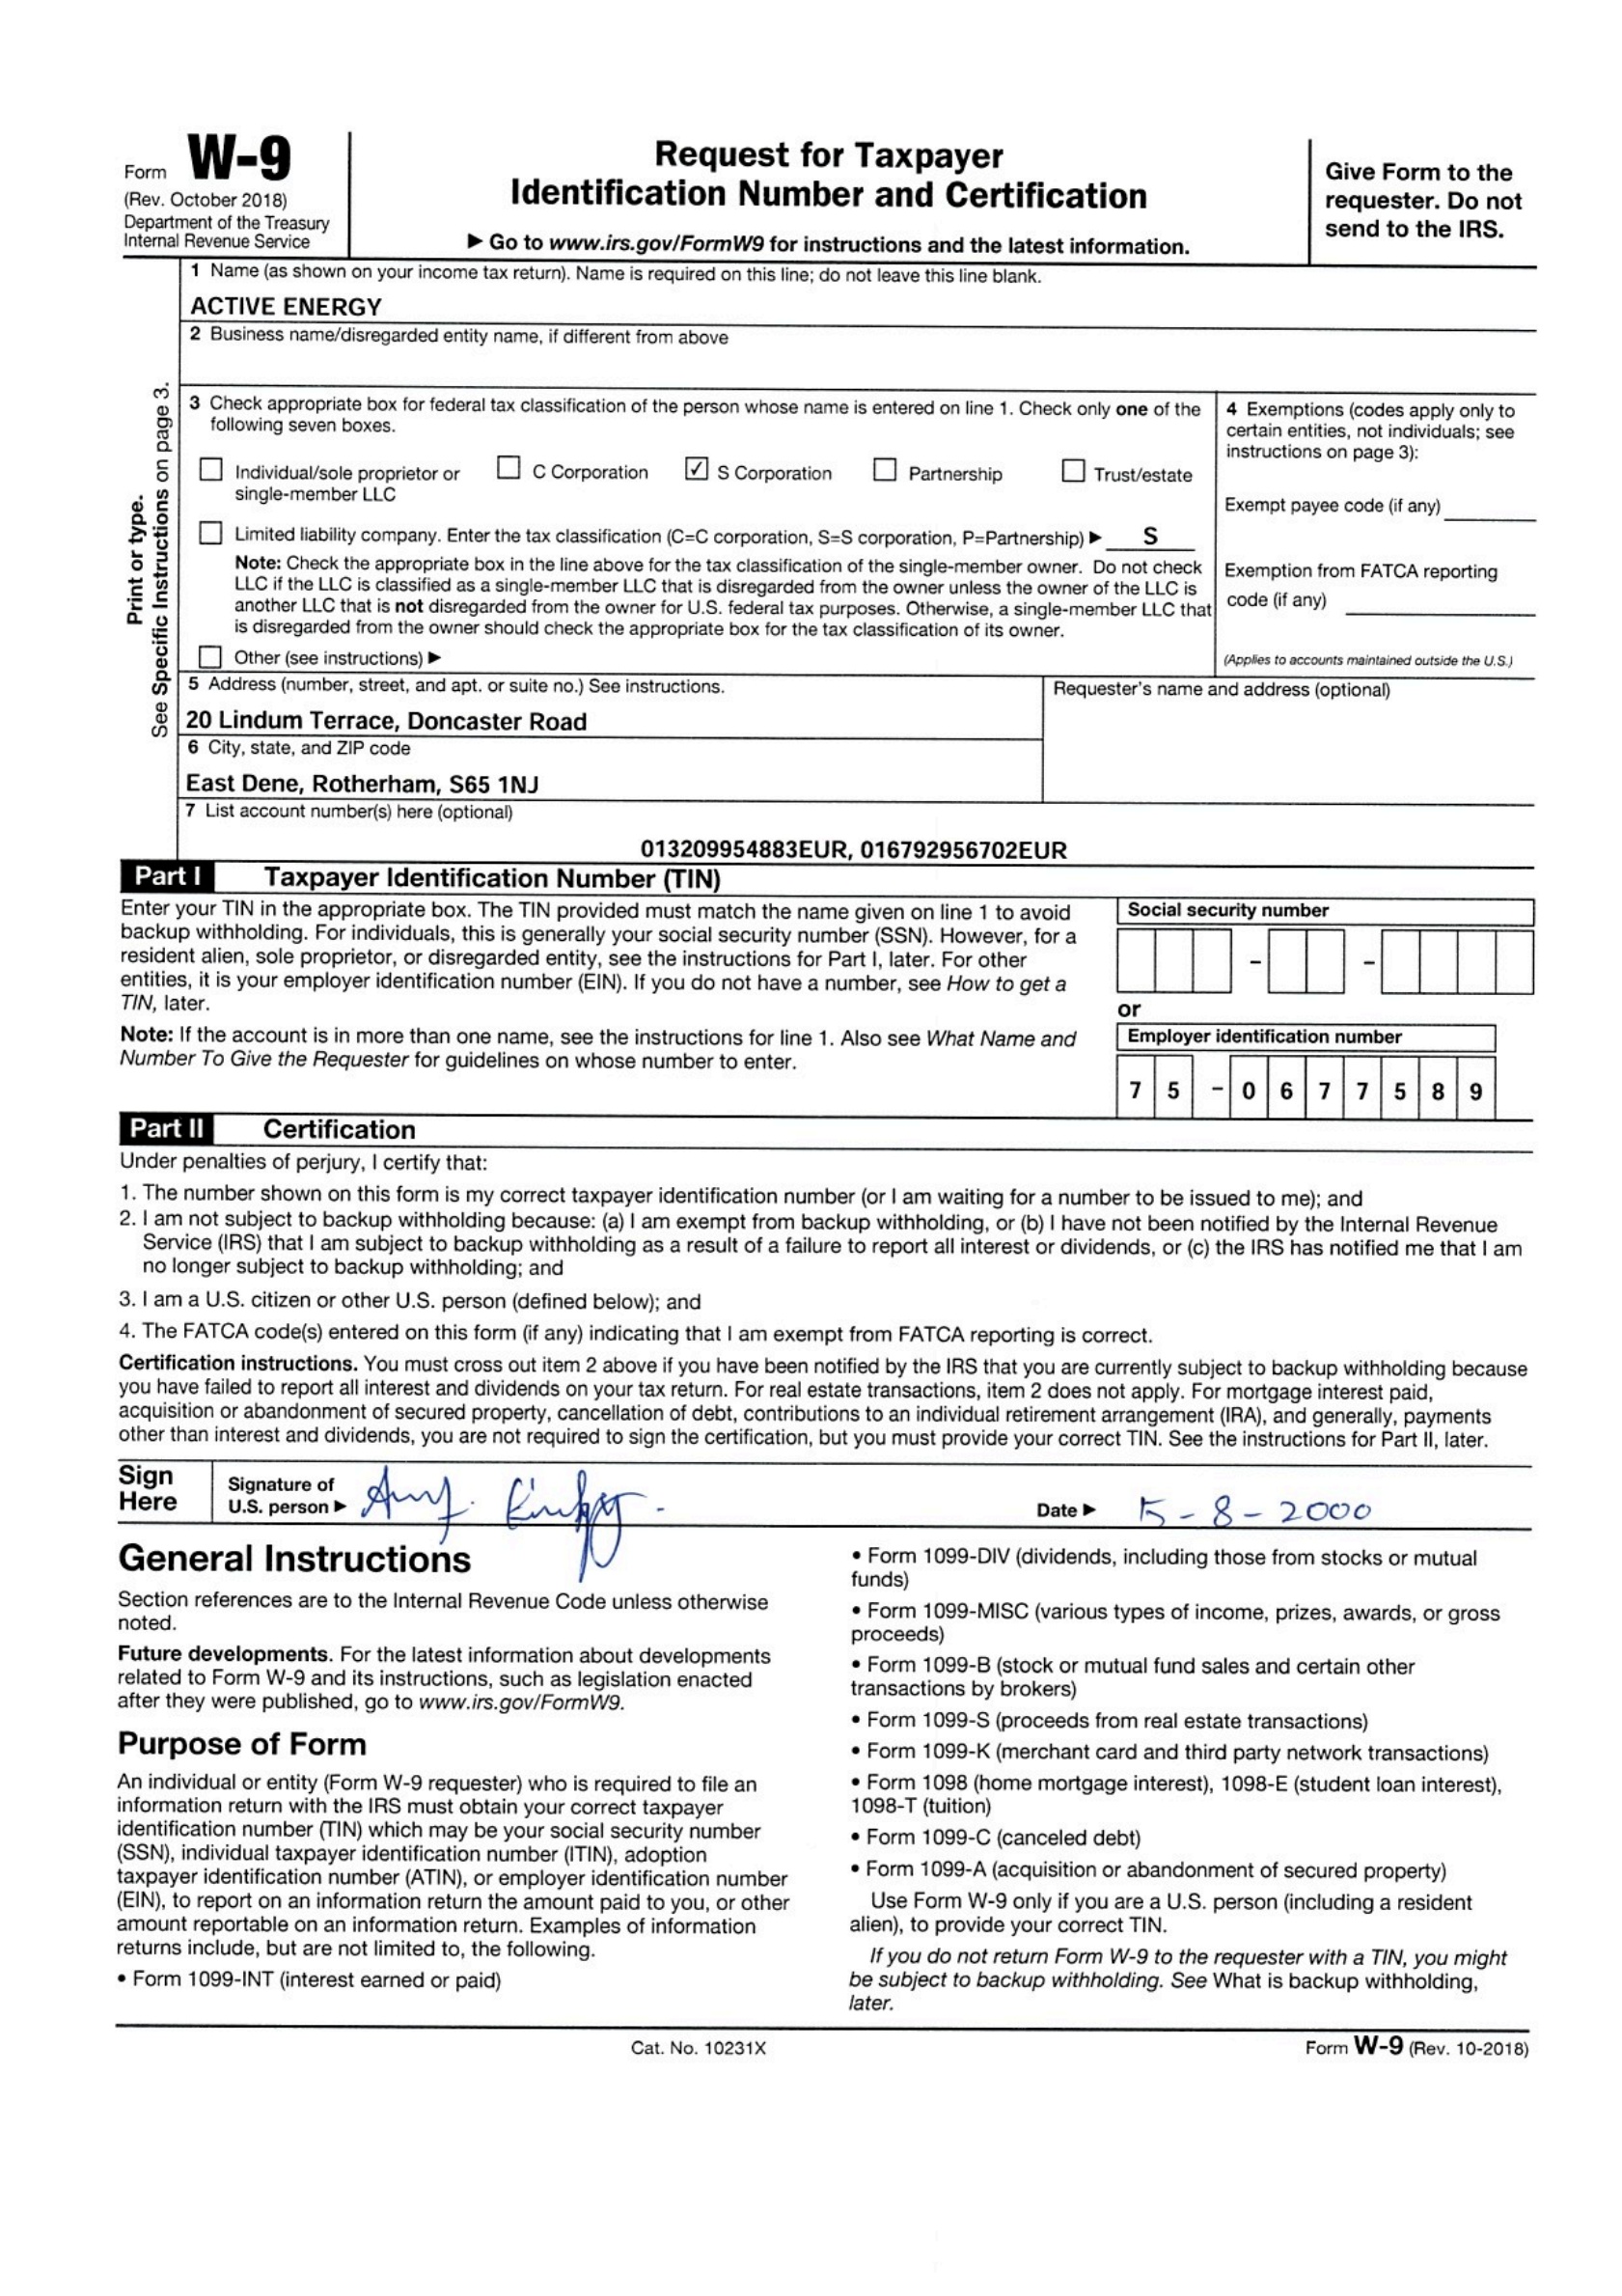 Form W-9
(Rev. October 2018)
Department of the Treasury
Internal Revenue Service
Request for Taxpayer
Identification Number and Certification
▶ Go to www.irs.gov/FormW9 for instructions and the latest information.
Give Form to the
requester. Do not
send to the IRS.
Print or type.
See Specific Instructions on page 3.
1 Name (as shown on your income tax return). Name is required on this line; do not leave this line blank.
ACTIVE ENERGY
2 Business name/disregarded entity name, if different from above
3 Check appropriate box for federal tax classification of the person whose name is entered on line 1. Check only one of the
following seven boxes.
☐ Individual/sole proprietor or
single-member LLC
☐ C Corporation
☑ S Corporation
☐ Partnership
☐ Trust/estate
☐ Limited liability company. Enter the tax classification (C=C corporation, S=S corporation, P=Partnership) ▶ S
Note: Check the appropriate box in the line above for the tax classification of the single-member owner. Do not check
LLC if the LLC is classified as a single-member LLC that is disregarded from the owner unless the owner of the LLC is
another LLC that is not disregarded from the owner for U.S. federal tax purposes. Otherwise, a single-member LLC that
is disregarded from the owner should check the appropriate box for the tax classification of its owner.
☐ Other (see instructions) ▶
4 Exemptions (codes apply only to
certain entities, not individuals; see
instructions on page 3):
Exempt payee code (if any)
Exemption from FATCA reporting
code (if any)
(Applies to accounts maintained outside the U.S.)
5 Address (number, street, and apt. or suite no.) See instructions.
20 Lindum Terrace, Doncaster Road
Requester's name and address (optional)
6 City, state, and ZIP code
East Dene, Rotherham, S65 1NJ
7 List account number(s) here (optional)
013209954883EUR, 016792956702EUR
Part I Taxpayer Identification Number (TIN)
Enter your TIN in the appropriate box. The TIN provided must match the name given on line 1 to avoid
backup withholding. For individuals, this is generally your social security number (SSN). However, for a
resident alien, sole proprietor, or disregarded entity, see the instructions for Part I, later. For other
entities, it is your employer identification number (EIN). If you do not have a number, see How to get a
TIN, later.
Note: If the account is in more than one name, see the instructions for line 1. Also see What Name and
Number To Give the Requester for guidelines on whose number to enter.
Social security number
– –
or
Employer identification number
7 5 – 0 6 7 7 5 8 9
Part II Certification
Under penalties of perjury, I certify that:
1. The number shown on this form is my correct taxpayer identification number (or I am waiting for a number to be issued to me); and
2. I am not subject to backup withholding because: (a) I am exempt from backup withholding, or (b) I have not been notified by the Internal Revenue
Service (IRS) that I am subject to backup withholding as a result of a failure to report all interest or dividends, or (c) the IRS has notified me that I am
no longer subject to backup withholding; and
3. I am a U.S. citizen or other U.S. person (defined below); and
4. The FATCA code(s) entered on this form (if any) indicating that I am exempt from FATCA reporting is correct.
Certification instructions. You must cross out item 2 above if you have been notified by the IRS that you are currently subject to backup withholding because
you have failed to report all interest and dividends on your tax return. For real estate transactions, item 2 does not apply. For mortgage interest paid,
acquisition or abandonment of secured property, cancellation of debt, contributions to an individual retirement arrangement (IRA), and generally, payments
other than interest and dividends, you are not required to sign the certification, but you must provide your correct TIN. See the instructions for Part II, later.
Sign
Here
Signature of
U.S. person ▶
Date ▶ 5-8-2000
General Instructions
Section references are to the Internal Revenue Code unless otherwise
noted.
Future developments. For the latest information about developments
related to Form W-9 and its instructions, such as legislation enacted
after they were published, go to www.irs.gov/FormW9.
Purpose of Form
An individual or entity (Form W-9 requester) who is required to file an
information return with the IRS must obtain your correct taxpayer
identification number (TIN) which may be your social security number
(SSN), individual taxpayer identification number (ITIN), adoption
taxpayer identification number (ATIN), or employer identification number
(EIN), to report on an information return the amount paid to you, or other
amount reportable on an information return. Examples of information
returns include, but are not limited to, the following.
• Form 1099-INT (interest earned or paid)
• Form 1099-DIV (dividends, including those from stocks or mutual
funds)
• Form 1099-MISC (various types of income, prizes, awards, or gross
proceeds)
• Form 1099-B (stock or mutual fund sales and certain other
transactions by brokers)
• Form 1099-S (proceeds from real estate transactions)
• Form 1099-K (merchant card and third party network transactions)
• Form 1098 (home mortgage interest), 1098-E (student loan interest),
1098-T (tuition)
• Form 1099-C (canceled debt)
• Form 1099-A (acquisition or abandonment of secured property)
Use Form W-9 only if you are a U.S. person (including a resident
alien), to provide your correct TIN.
If you do not return Form W-9 to the requester with a TIN, you might
be subject to backup withholding. See What is backup withholding,
later.
Cat. No. 10231X
Form W-9 (Rev. 10-2018)